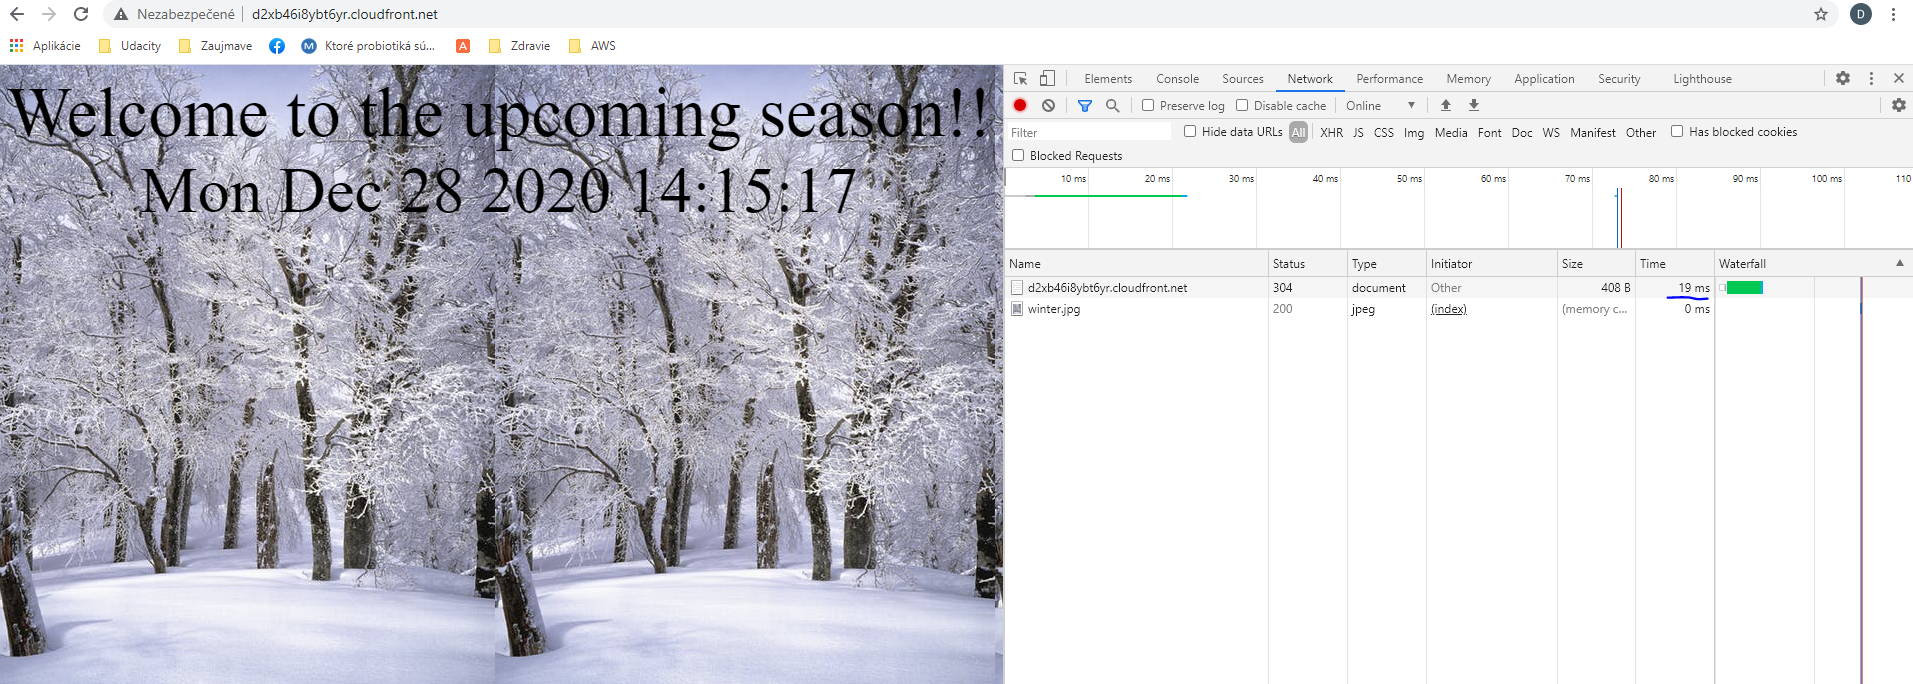 Nezabezpečené d2xb46i8ybt6yr.cloudfront.net D
Aplikácie Udacity Zaujmave M Ktoré probiotiká sú... A Zdravie AWS
Welcome to the upcoming season!!
Mon Dec 28 2020 14:15:17
Elements Console Sources Network Performance Memory Application Security Lighthouse
Preserve log Disable cache Online
Filter Hide data URLs All XHR JS CSS Img Media Font Doc WS Manifest Other Has blocked cookies
Blocked Requests
10 ms 20 ms 30 ms 40 ms 50 ms 60 ms 70 ms 80 ms 90 ms 100 ms 110
Name Status Type Initiator Size Time Waterfall
d2xb46i8ybt6yr.cloudfront.net 304 document Other 408 B 19 ms
winter.jpg 200 jpeg (index) (memory c... 0 ms